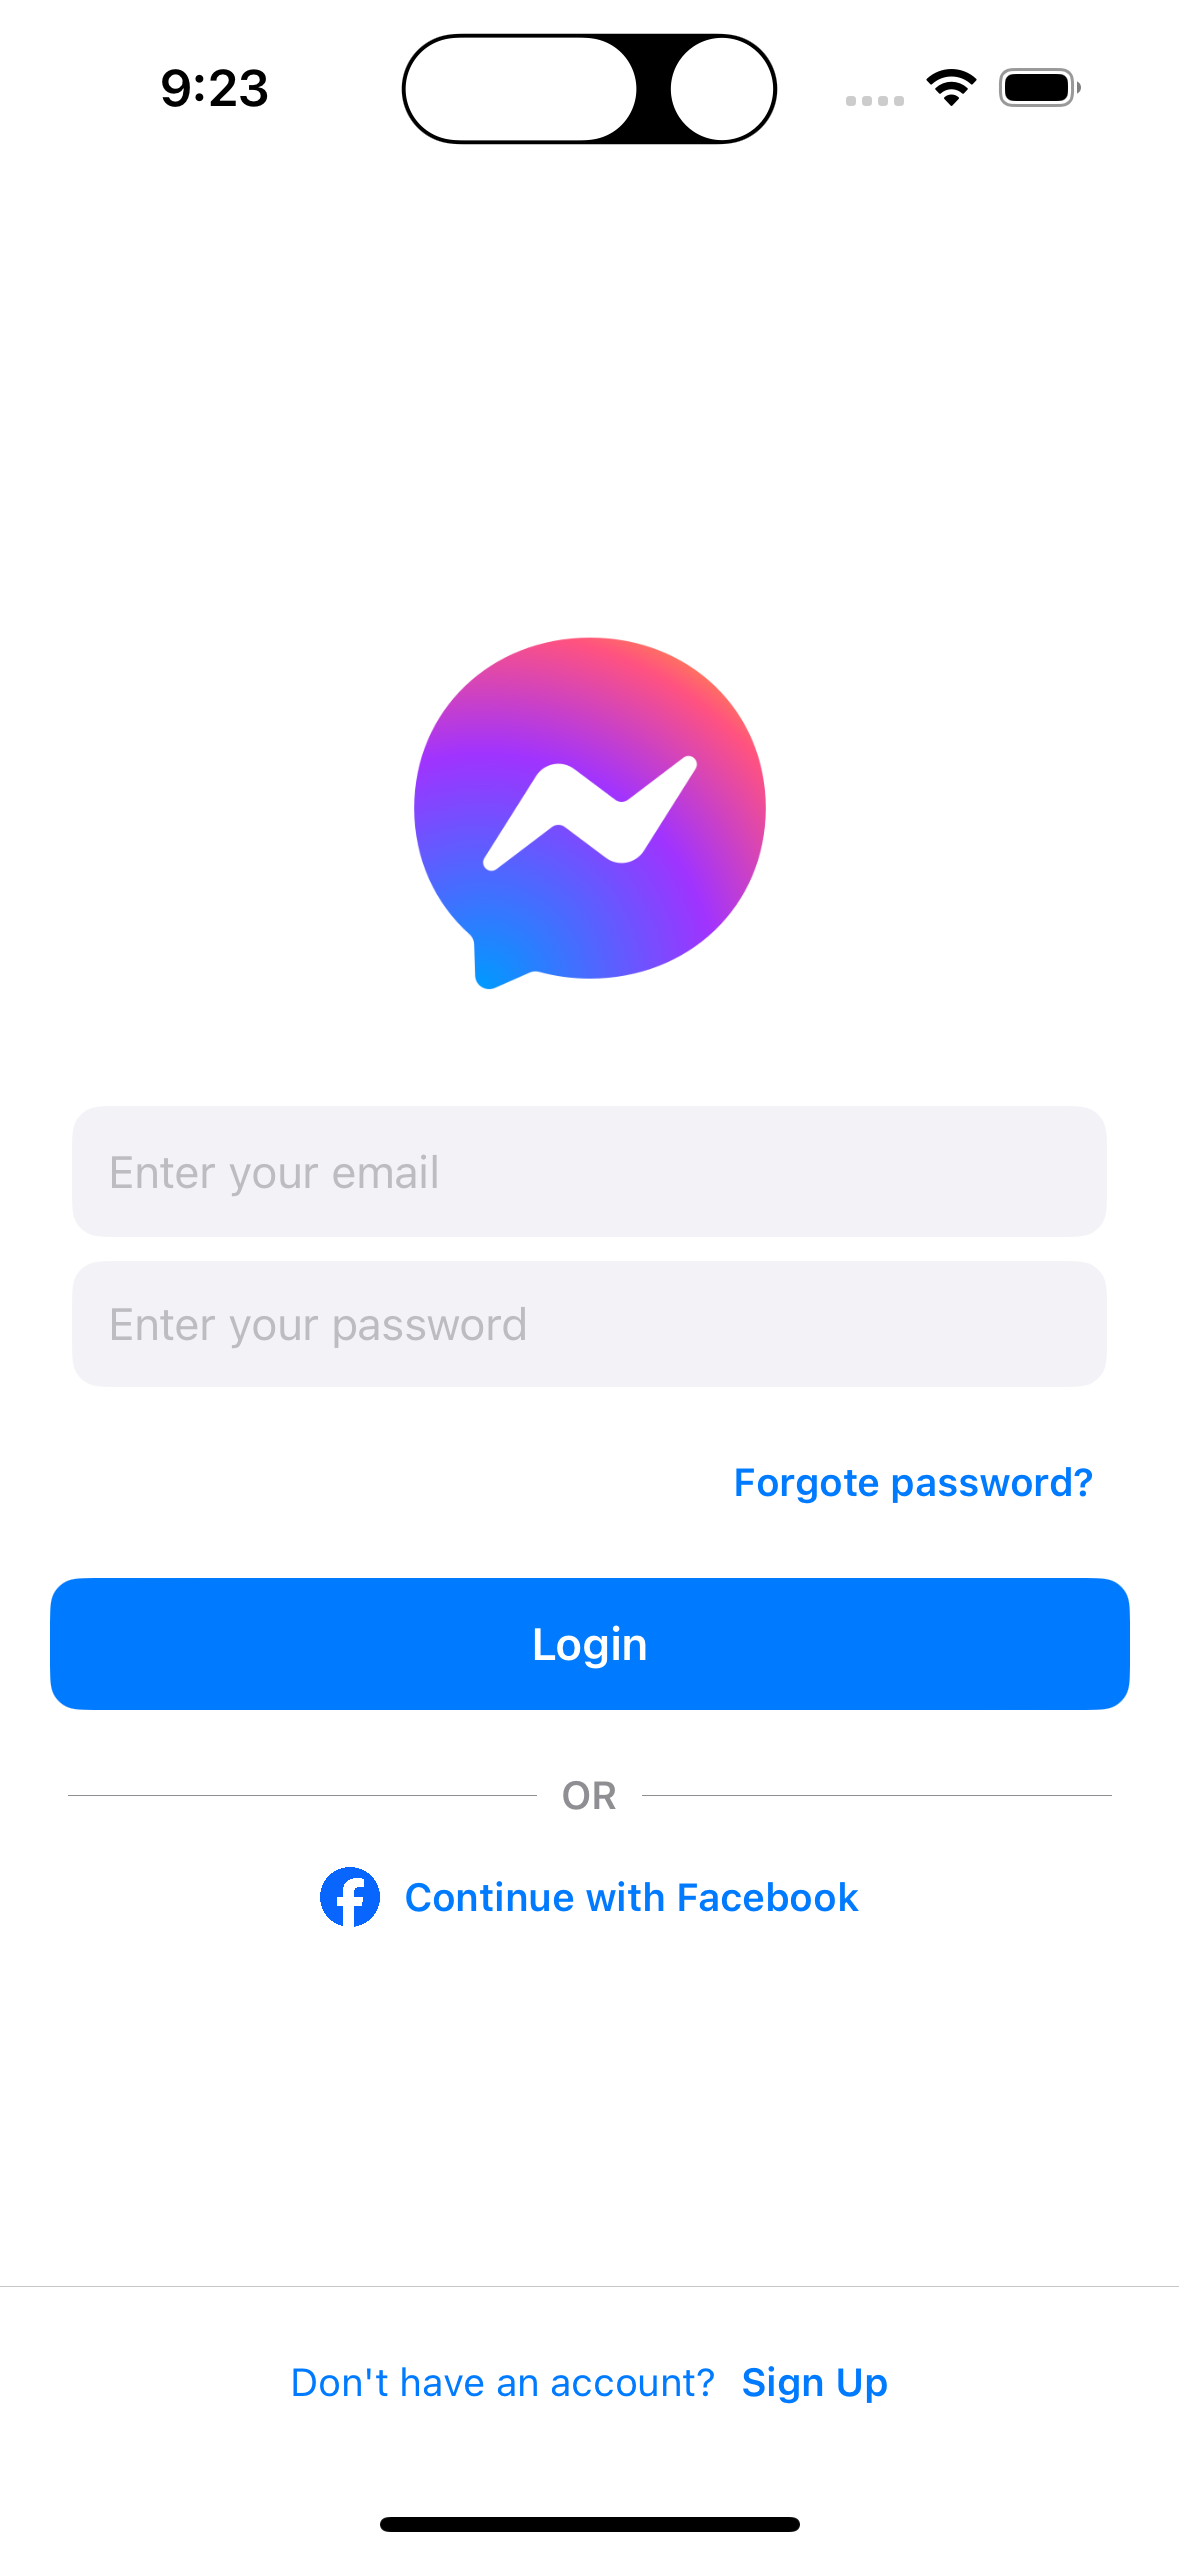 9:23
Enter your email
Enter your password
Forgote password?
Login
OR
Continue with Facebook
Don't have an account? Sign Up